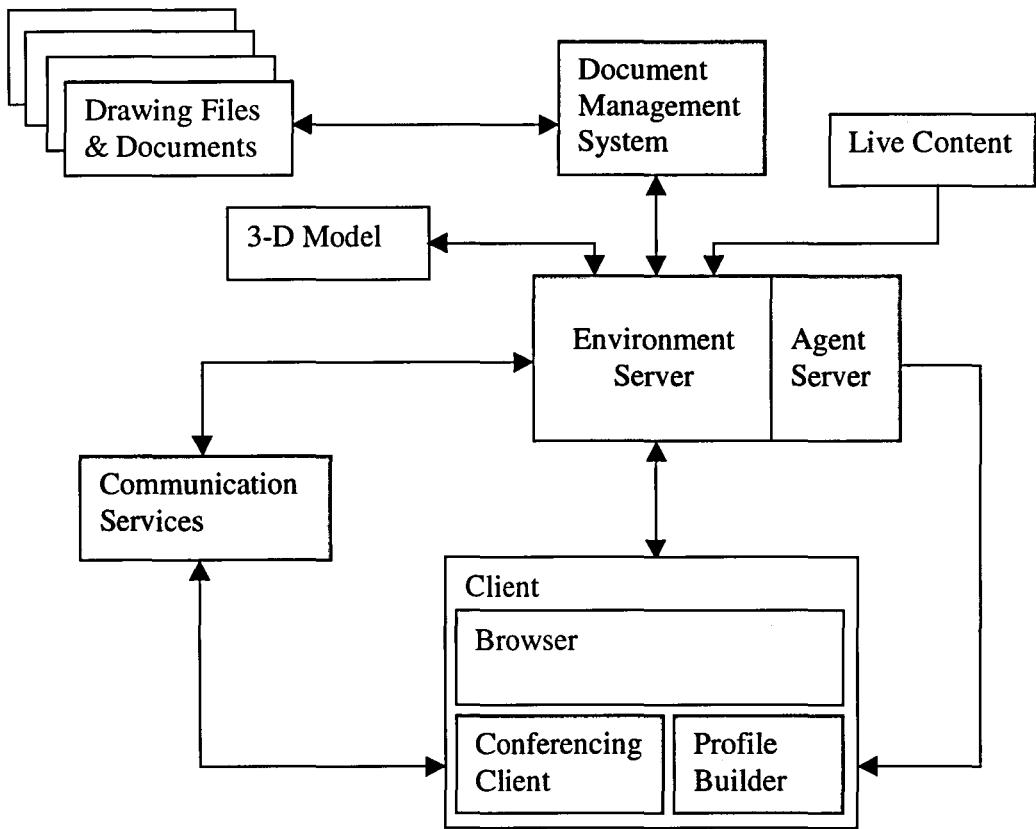 Drawing Files
& Documents
Document
Management
System
Live Content
3-D Model
Environment
Server
Agent
Server
Communication
Services
Client
Browser
Conferencing
Client
Profile
Builder